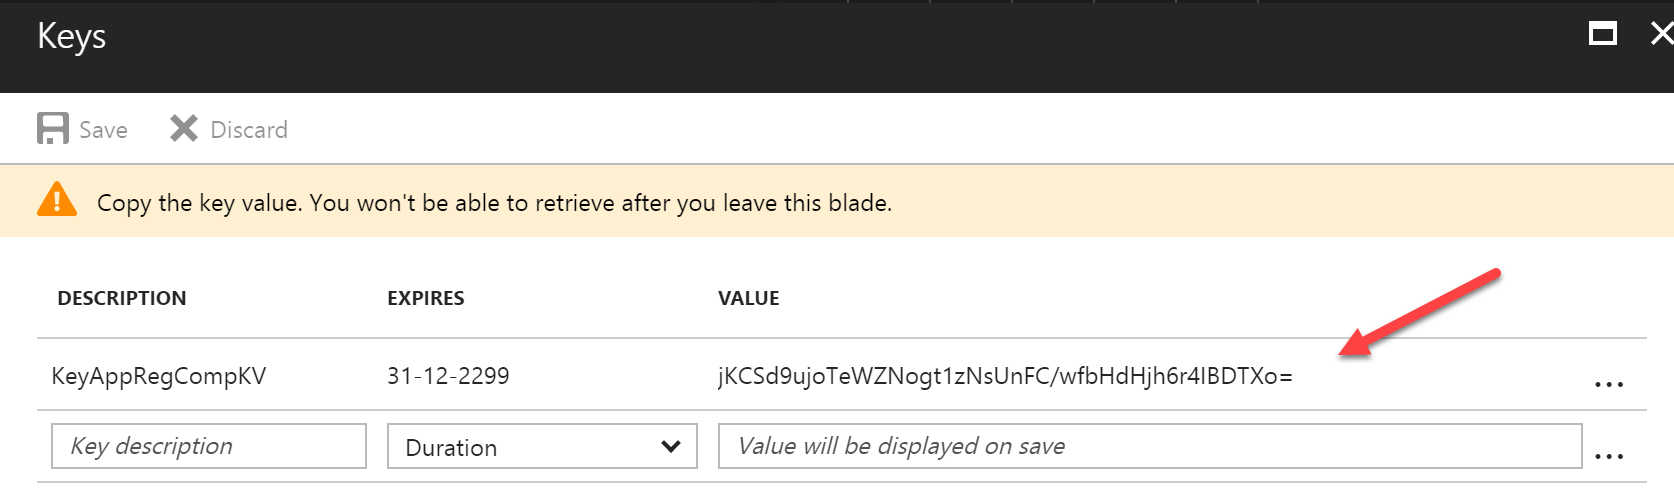 Keys
Save Discard
Copy the key value. You won't be able to retrieve after you leave this blade.
DESCRIPTION EXPIRES VALUE
KeyAppRegCompKV 31-12-2299 jKCSd9ujoTeWZNogt1zNsUnFC/wfbHdHjh6r4IBDTXo= ...
Key description Duration Value will be displayed on save ...